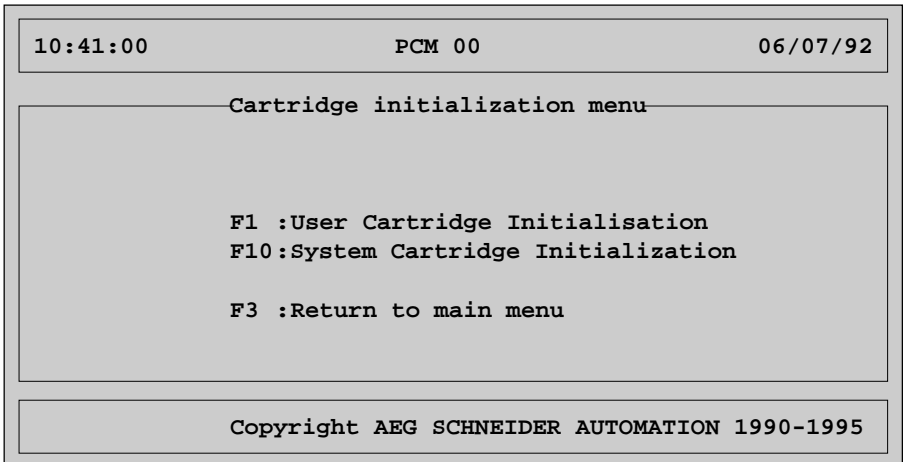 10:41:00 PCM 00 06/07/92
Cartridge initialization menu
F1 :User Cartridge Initialisation
F10:System Cartridge Initialization
F3 :Return to main menu
Copyright AEG SCHNEIDER AUTOMATION 1990-1995